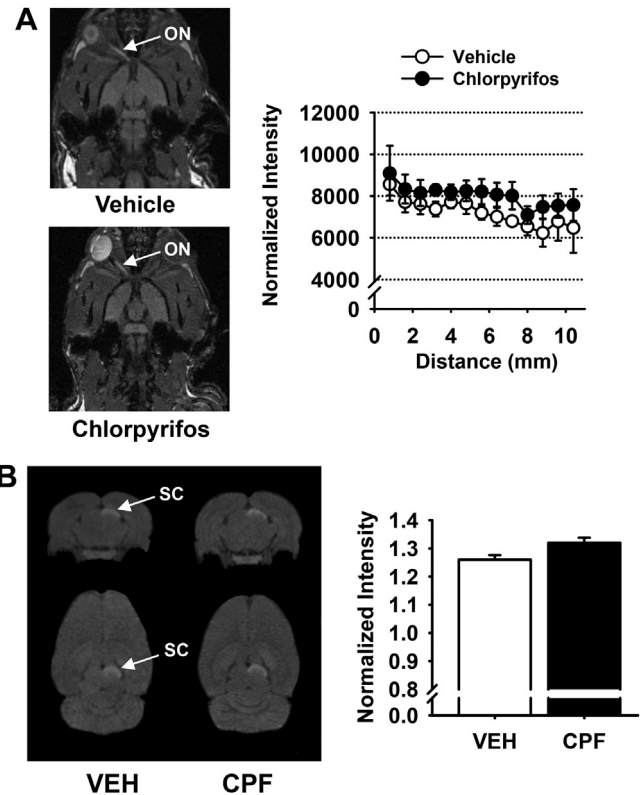 A
ON
Vehicle
ON
Chlorpyrifos
Vehicle
Chlorpyrifos
Normalized Intensity
12000
10000
8000
6000
4000
0
0 2 4 6 8 10
Distance (mm)
B
SC
SC
VEH CPF
Normalized Intensity
1.4
1.3
1.2
1.1
1.0
0.9
0.8
0.0
VEH CPF